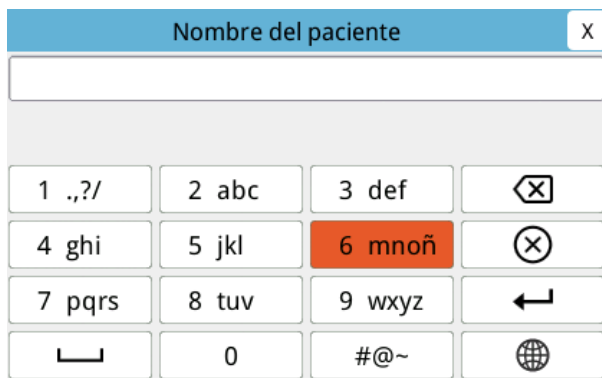 Nombre del paciente X
1 .,?/ 2 abc 3 def
4 ghi 5 jkl 6 mnoñ
7 pqrs 8 tuv 9 wxyz
0 #@~